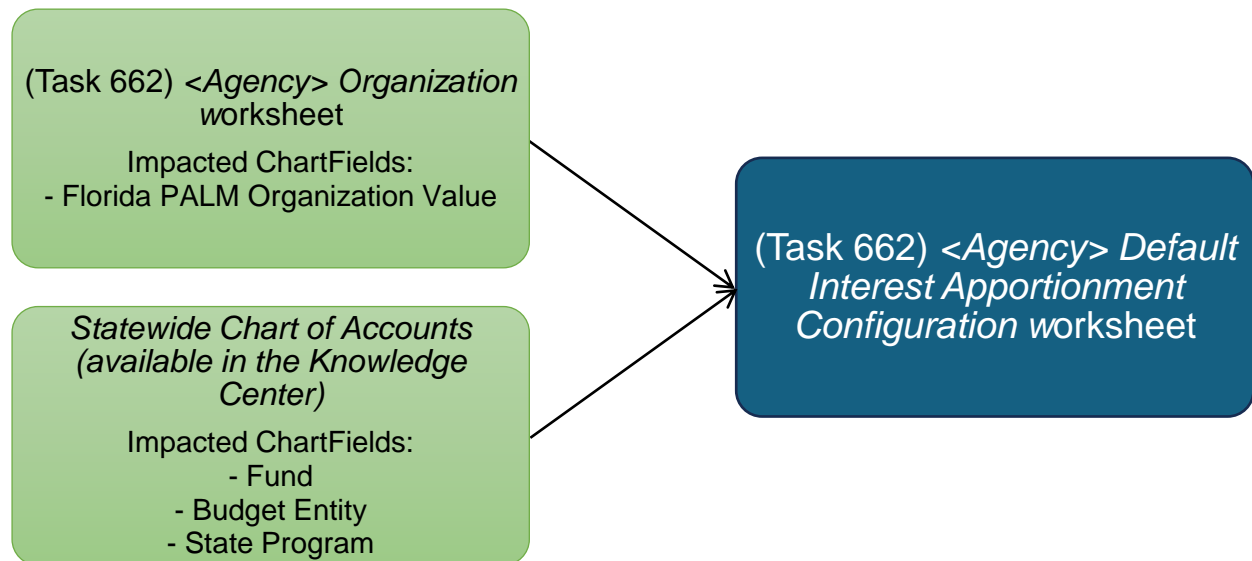 (Task 662) <Agency> Organization
worksheet
Impacted ChartFields:
- Florida PALM Organization Value
Statewide Chart of Accounts
(available in the Knowledge
Center)
Impacted ChartFields:
- Fund
- Budget Entity
- State Program
(Task 662) <Agency> Default
Interest Apportionment
Configuration worksheet